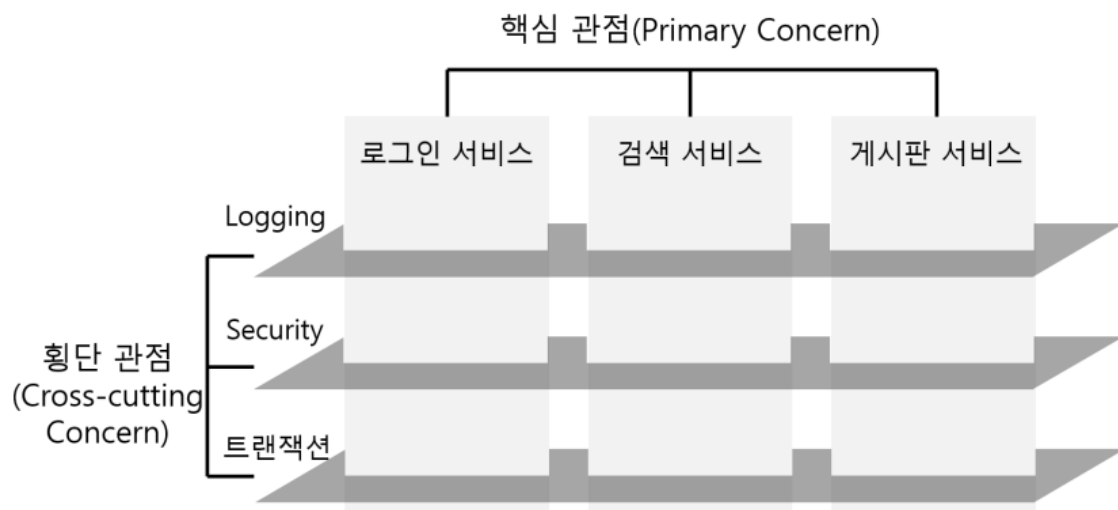 핵심 관점(Primary Concern)
로그인 서비스
검색 서비스
게시판 서비스
Logging
Security
횡단 관점
(Cross-cutting
Concern)
트랜잭션